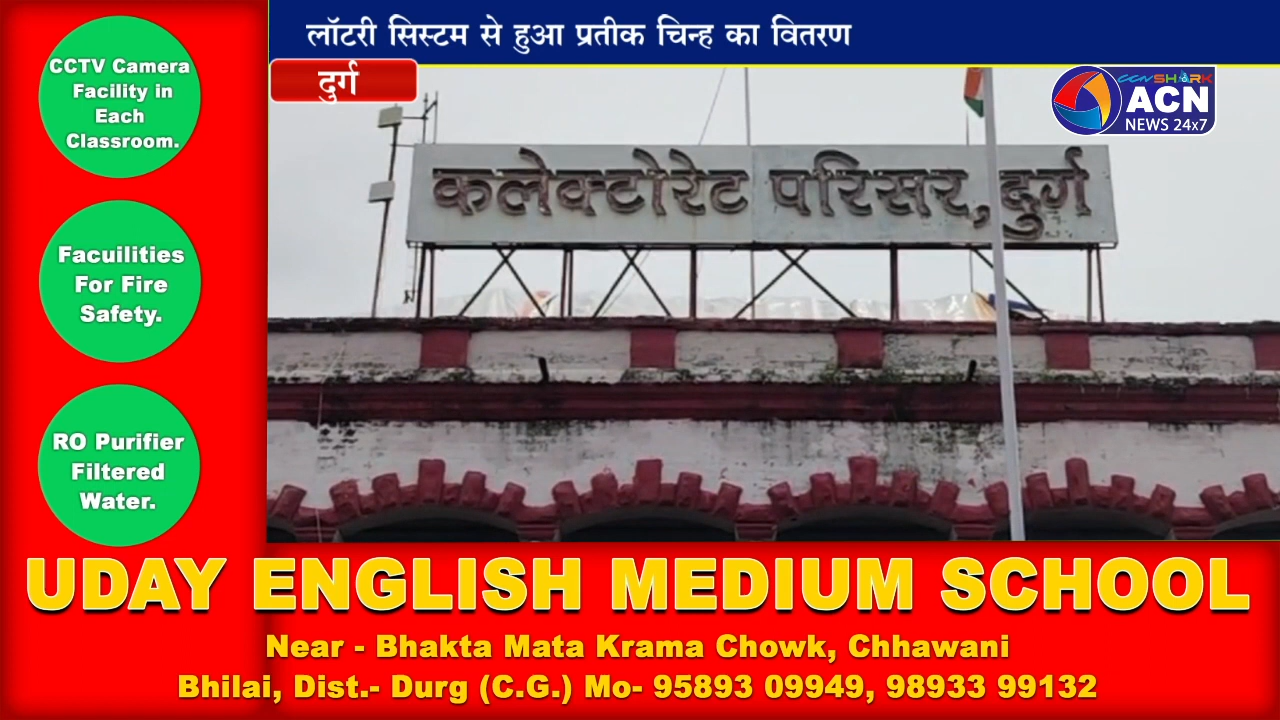 लॉटरी सिस्टम से हुआ प्रतीक चिन्ह का वितरण
दुर्ग
CCNSHARK
ACN
NEWS 24x7
कलेक्टोरेट परिसर, दुर्ग
CCTV Camera
Facility in
Each
Classroom.
Facuilities
For Fire
Safety.
RO Purifier
Filtered
Water.
UDAY ENGLISH MEDIUM SCHOOL
Near - Bhakta Mata Krama Chowk, Chhawani
Bhilai, Dist.- Durg (C.G.) Mo- 95893 09949, 98933 99132